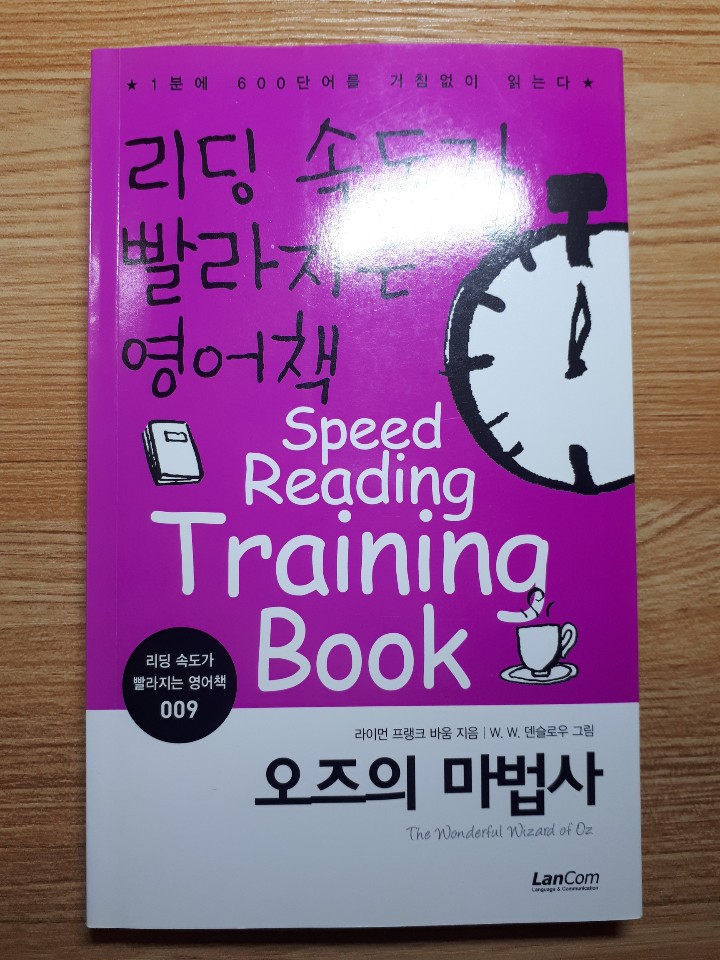 ★1분에 600단어를 거침없이 읽는다★
리딩 속도가
빨라지는
영어책
Speed
Reading
Training
Book
리딩 속도가
빨라지는 영어책
009
라이먼 프랭크 바움 지음 | W. W. 덴슬로우 그림
오즈의 마법사
The Wonderful Wizard of Oz
LanCom
Language & Communication